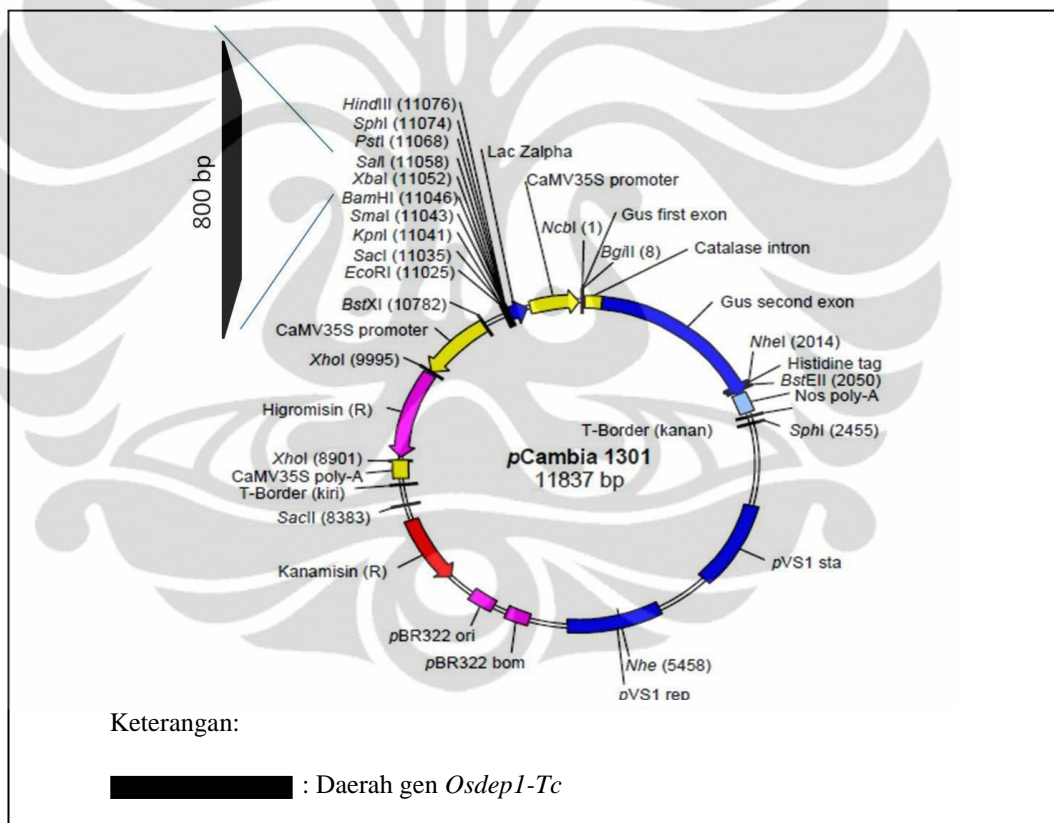 HindIII (11076)
SphI (11074)
PstI (11068)
SalI (11058)
XbaI (11052)
BamHI (11046)
SmaI (11043)
KpnI (11041)
SacI (11035)
EcoRI (11025)
BstXI (10782)
CaMV35S promoter
XhoI (9995)
Higromisin (R)
XhoI (8901)
CaMV35S poly-A
T-Border (kiri)
SacII (8383)
Kanamisin (R)
pBR322 ori
pBR322 bom
800 bp
Lac Zalpha
CaMV35S promoter
NcbI (1)
Gus first exon
BgiII (8)
Catalase intron
Gus second exon
NheI (2014)
Histidine tag
BstEII (2050)
Nos poly-A
SphI (2455)
T-Border (kanan)
pCambia 1301
11837 bp
pVS1 sta
Nhe (5458)
pVS1 rep
Keterangan:
: Daerah gen Osdep1-Tc